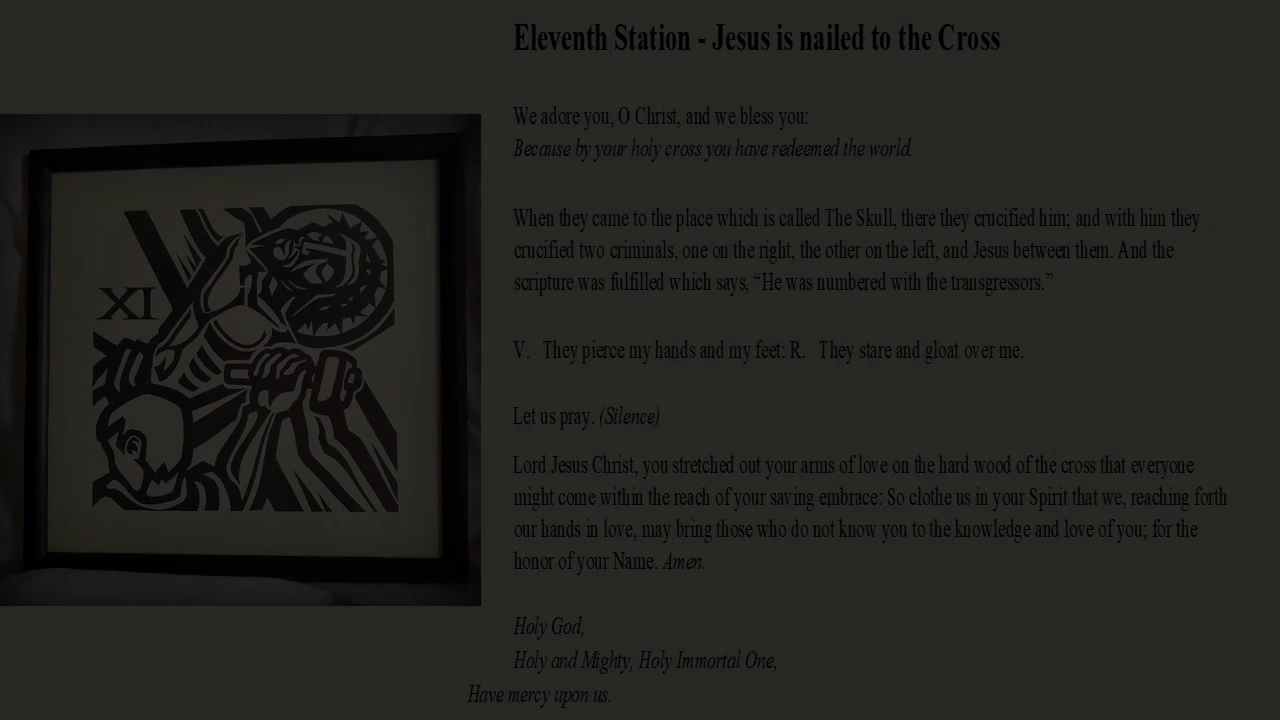 Eleventh Station - Jesus is nailed to the Cross
We adore you, O Christ, and we bless you:
Because by your holy cross you have redeemed the world.
When they came to the place which is called The Skull, there they crucified him; and with him they
crucified two criminals, one on the right, the other on the left, and Jesus between them. And the
scripture was fulfilled which says, “He was numbered with the transgressors.”
XI
V. They pierce my hands and my feet: R. They stare and gloat over me.
Let us pray. (Silence)
Lord Jesus Christ, you stretched out your arms of love on the hard wood of the cross that everyone
might come within the reach of your saving embrace: So clothe us in your Spirit that we, reaching forth
our hands in love, may bring those who do not know you to the knowledge and love of you; for the
honor of your Name. Amen.
Holy God,
Holy and Mighty, Holy Immortal One,
Have mercy upon us.